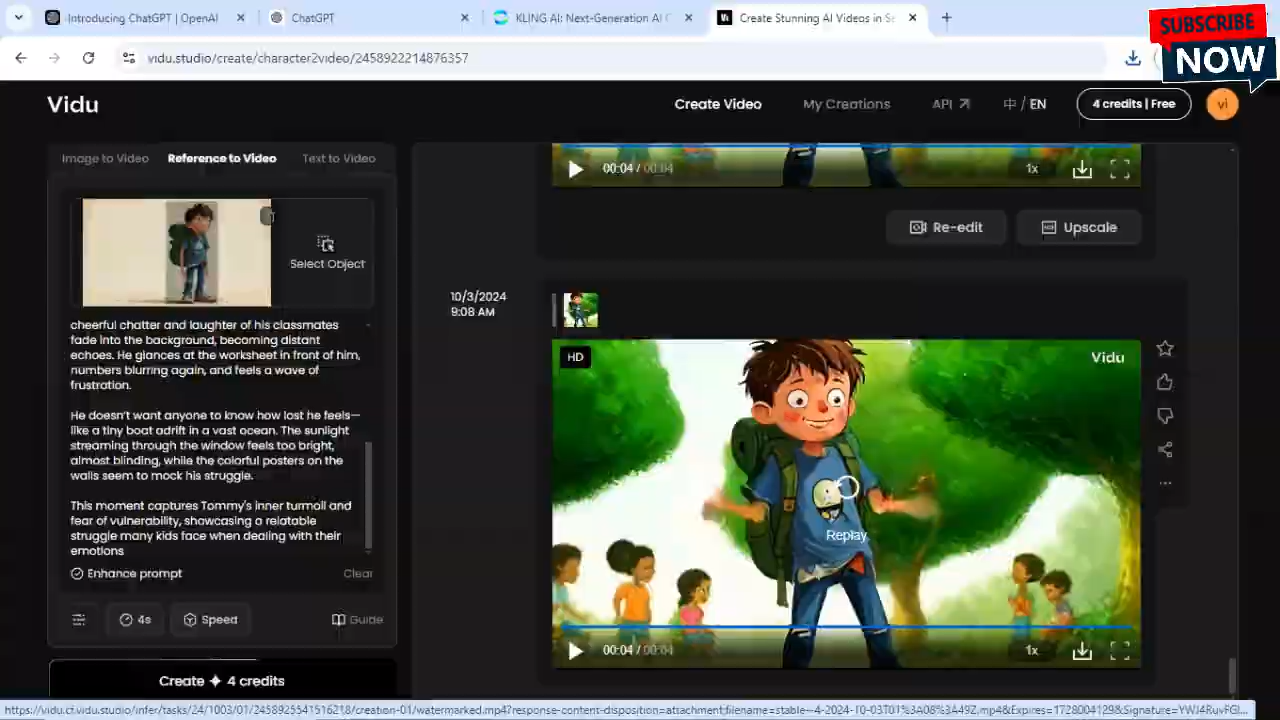 Introducing ChatGPT | OpenAI
ChatGPT
KLING AI: Next-Generation AI C
Create Stunning AI Videos in Se
SUBSCRIBE
NOW
vidu.studio/create/character2video/2458922214876357
Vidu
Create Video
My Creations
API
中 / EN
4 credits | Free
vi
Image to Video
Reference to Video
Text to Video
Select Object
cheerful chatter and laughter of his classmates
fade into the background, becoming distant
echoes. He glances at the worksheet in front of him,
numbers blurring again, and feels a wave of
frustration.
He doesn't want anyone to know how lost he feels—
like a tiny boat adrift in a vast ocean. The sunlight
streaming through the window feels too bright,
almost blinding, while the colorful posters on the
walls seem to mock his struggle.
This moment captures Tommy's inner turmoil and
fear of vulnerability, showcasing a relatable
struggle many kids face when dealing with their
emotions
Enhance prompt
Clear
4s
Speed
Guide
Create
4 credits
00:04 / 00:04
1x
Re-edit
Upscale
10/3/2024
9:08 AM
HD
Vidu
Replay
00:04 / 00:04
1x